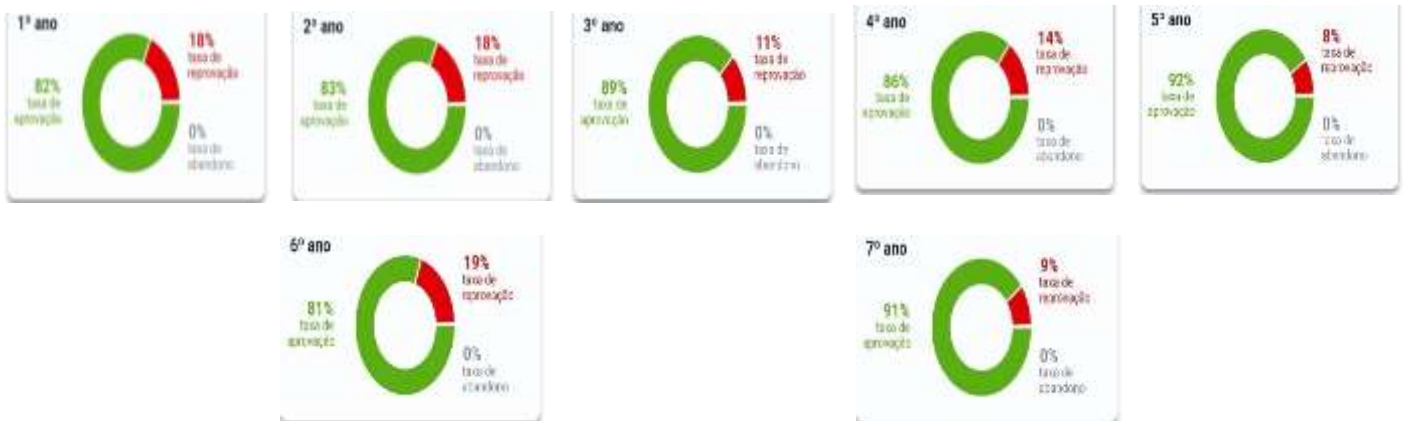 1º ano
18%
taxa de
reprovação
82%
taxa de
aprovação
0%
taxa de
abandono
2º ano
18%
taxa de
reprovação
83%
taxa de
aprovação
0%
taxa de
abandono
3º ano
11%
taxa de
reprovação
89%
taxa de
aprovação
0%
taxa de
abandono
4º ano
14%
taxa de
reprovação
86%
taxa de
aprovação
0%
taxa de
abandono
5º ano
8%
taxa de
reprovação
92%
taxa de
aprovação
0%
taxa de
abandono
6º ano
19%
taxa de
reprovação
81%
taxa de
aprovação
0%
taxa de
abandono
7º ano
9%
taxa de
reprovação
91%
taxa de
aprovação
0%
taxa de
abandono